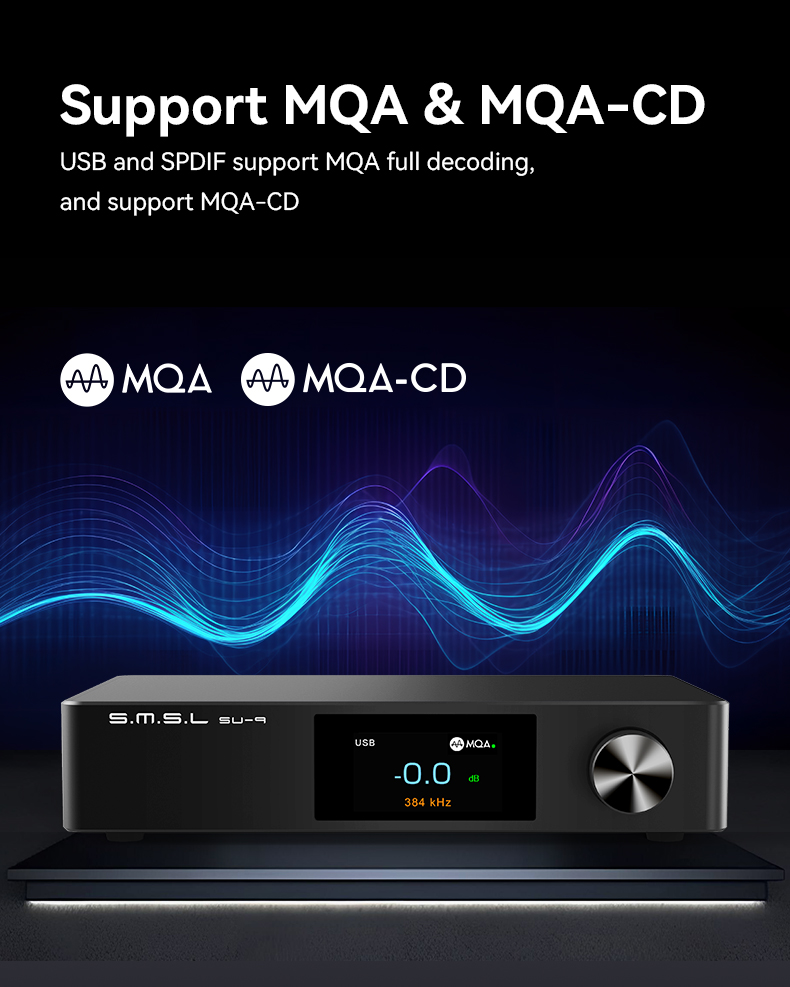 Support MQA & MQA-CD
USB and SPDIF support MQA full decoding,
and support MQA-CD
MQA MQA-CD
S.M.S.L SU-9
USB MQA
-0.0 dB
384 kHz